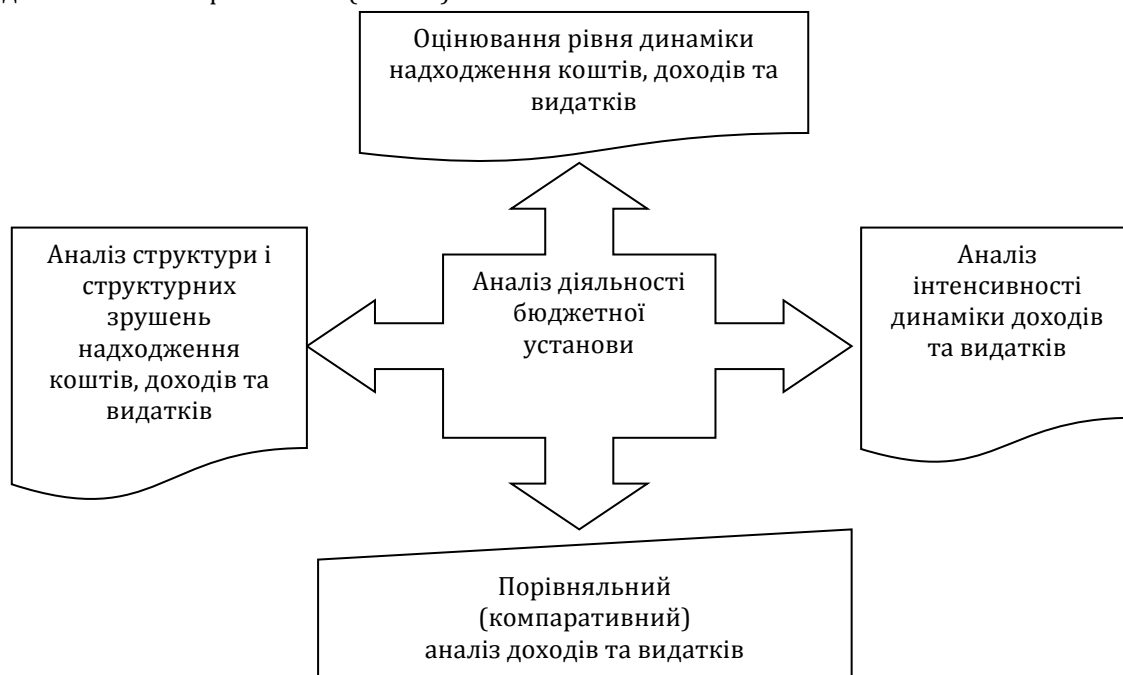 Оцінювання рівня динаміки
надходження коштів, доходів та
видатків
Аналіз структури і
структурних
зрушень
надходження
коштів, доходів та
видатків
Аналіз діяльності
бюджетної
установи
Аналіз
інтенсивності
динаміки доходів
та видатків
Порівняльний
(компаративний)
аналіз доходів та видатків